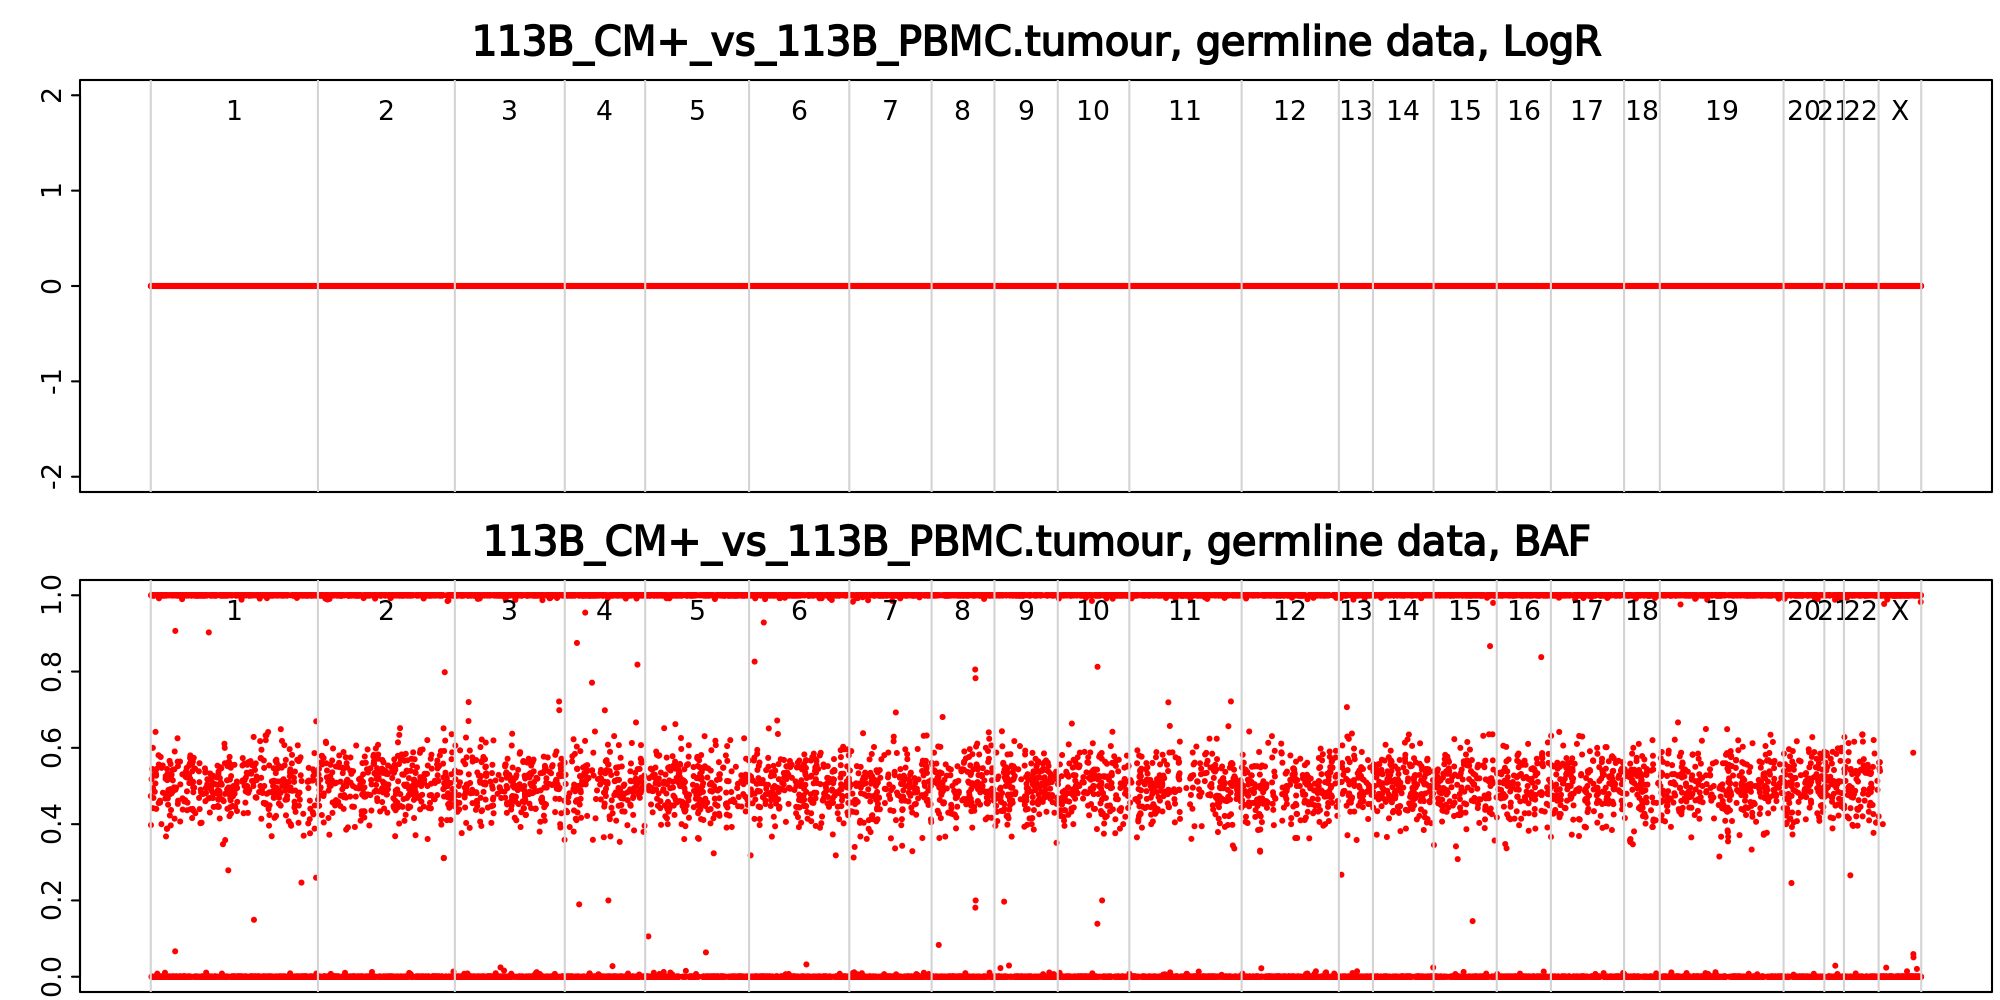 113B_CM+_vs_113B_PBMC.tumour, germline data, LogR
2
1
0
-1
-2
1 2 3 4 5 6 7 8 9 10 11 12 13 14 15 16 17 18 19 20 21 22 X
113B_CM+_vs_113B_PBMC.tumour, germline data, BAF
1.0
0.8
0.6
0.4
0.2
0.0
1 2 3 4 5 6 7 8 9 10 11 12 13 14 15 16 17 18 19 20 21 22 X